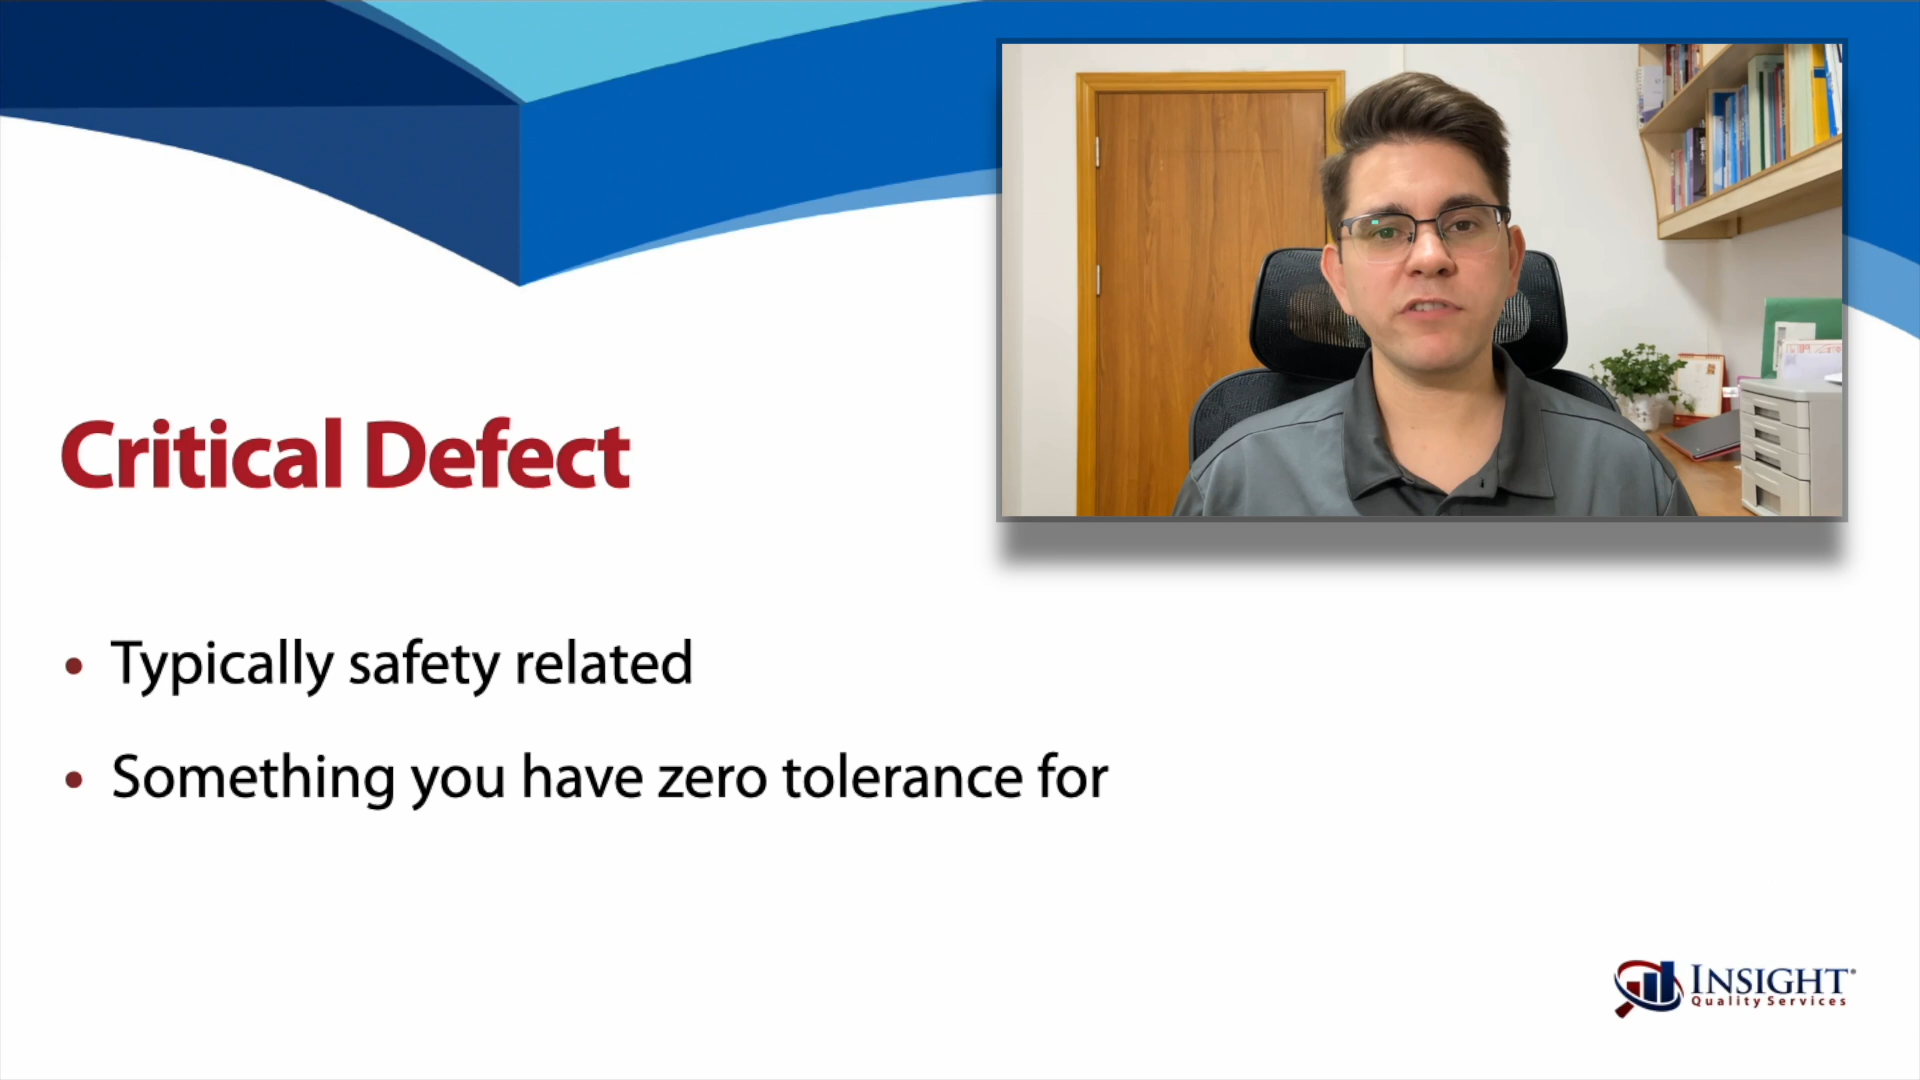 Critical Defect
• Typically safety related
• Something you have zero tolerance for
INSIGHT®
Quality Services